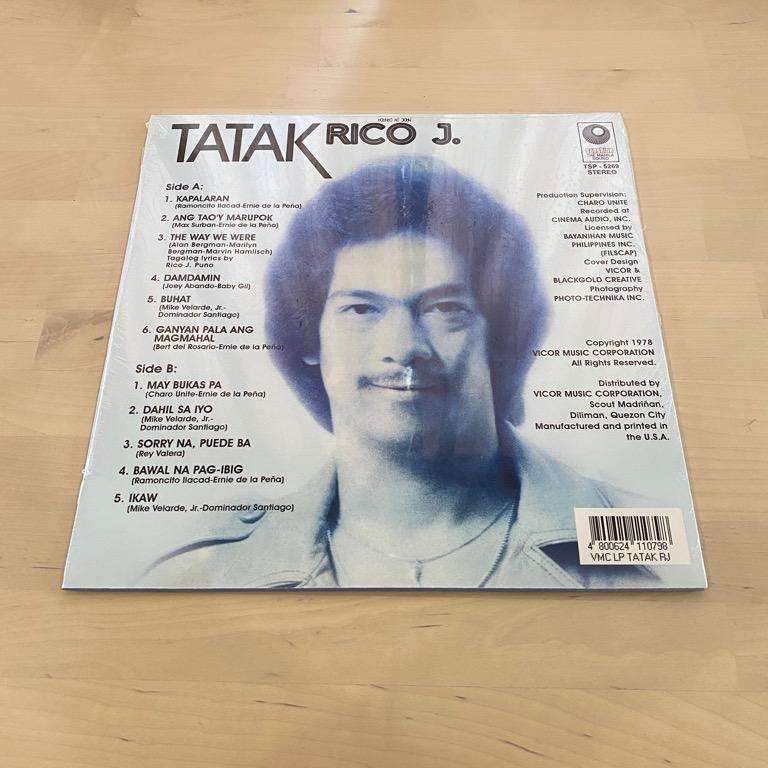 TATAK RICO J.
Side A:
1. KAPALARAN
(Ramoncito Ilacad-Ernie de la Peña)
2. ANG TAO'Y MARUPOK
(Max Surban-Ernie de la Peña)
3. THE WAY WE WERE
(Alan Bergman-Marilyn
Bergman-Marvin Hamlisch)
Tagalog lyrics by
Rico J. Puno
4. DAMDAMIN
(Joey Abando-Baby Gil)
5. BUHAT
(Mike Velarde, Jr.-
Dominador Santiago)
6. GANYAN PALA ANG
MAGMAHAL
(Bert del Rosario-Ernie de la Peña)
Side B:
1. MAY BUKAS PA
(Charo Unite-Ernie de la Peña)
2. DAHIL SA IYO
(Mike Velarde, Jr.-
Dominador Santiago)
3. SORRY NA, PUEDE BA
(Rey Valera)
4. BAWAL NA PAG-IBIG
(Ramoncito Ilacad-Ernie de la Peña)
5. IKAW
(Mike Velarde, Jr.-Dominador Santiago)
THE MANILA
SOUND
TSP - 5269
STEREO
Production Supervision:
CHARO UNITE
Recorded at
CINEMA AUDIO, INC.
Licensed by
BAYANIHAN MUSIC
PHILIPPINES INC.
(FILSCAP)
Cover Design
VICOR &
BLACKGOLD CREATIVE
Photography
PHOTO-TECHNIKA INC.
Copyright 1978
VICOR MUSIC CORPORATION
All Rights Reserved.
Distributed by
VICOR MUSIC CORPORATION,
Scout Madriñan,
Diliman, Quezon City
Manufactured and printed in
the U.S.A.
4 800624 110798
VMC LP TATAK RJ